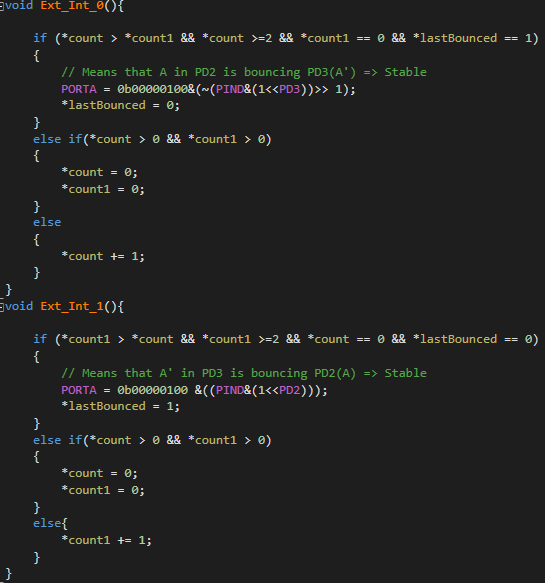 void Ext_Int_0(){
if (*count > *count1 && *count >=2 && *count1 == 0 && *lastBounced == 1)
{
// Means that A in PD2 is bouncing PD3(A') => Stable
PORTA = 0b00000100&(~(PIND&(1<<PD3))>> 1);
*lastBounced = 0;
}
else if(*count > 0 && *count1 > 0)
{
*count = 0;
*count1 = 0;
}
else
{
*count += 1;
}
}
void Ext_Int_1(){
if (*count1 > *count && *count1 >=2 && *count == 0 && *lastBounced == 0)
{
// Means that A' in PD3 is bouncing PD2(A) => Stable
PORTA = 0b00000100 &((PIND&(1<<PD2)));
*lastBounced = 1;
}
else if(*count > 0 && *count1 > 0)
{
*count = 0;
*count1 = 0;
}
else{
*count1 += 1;
}
}